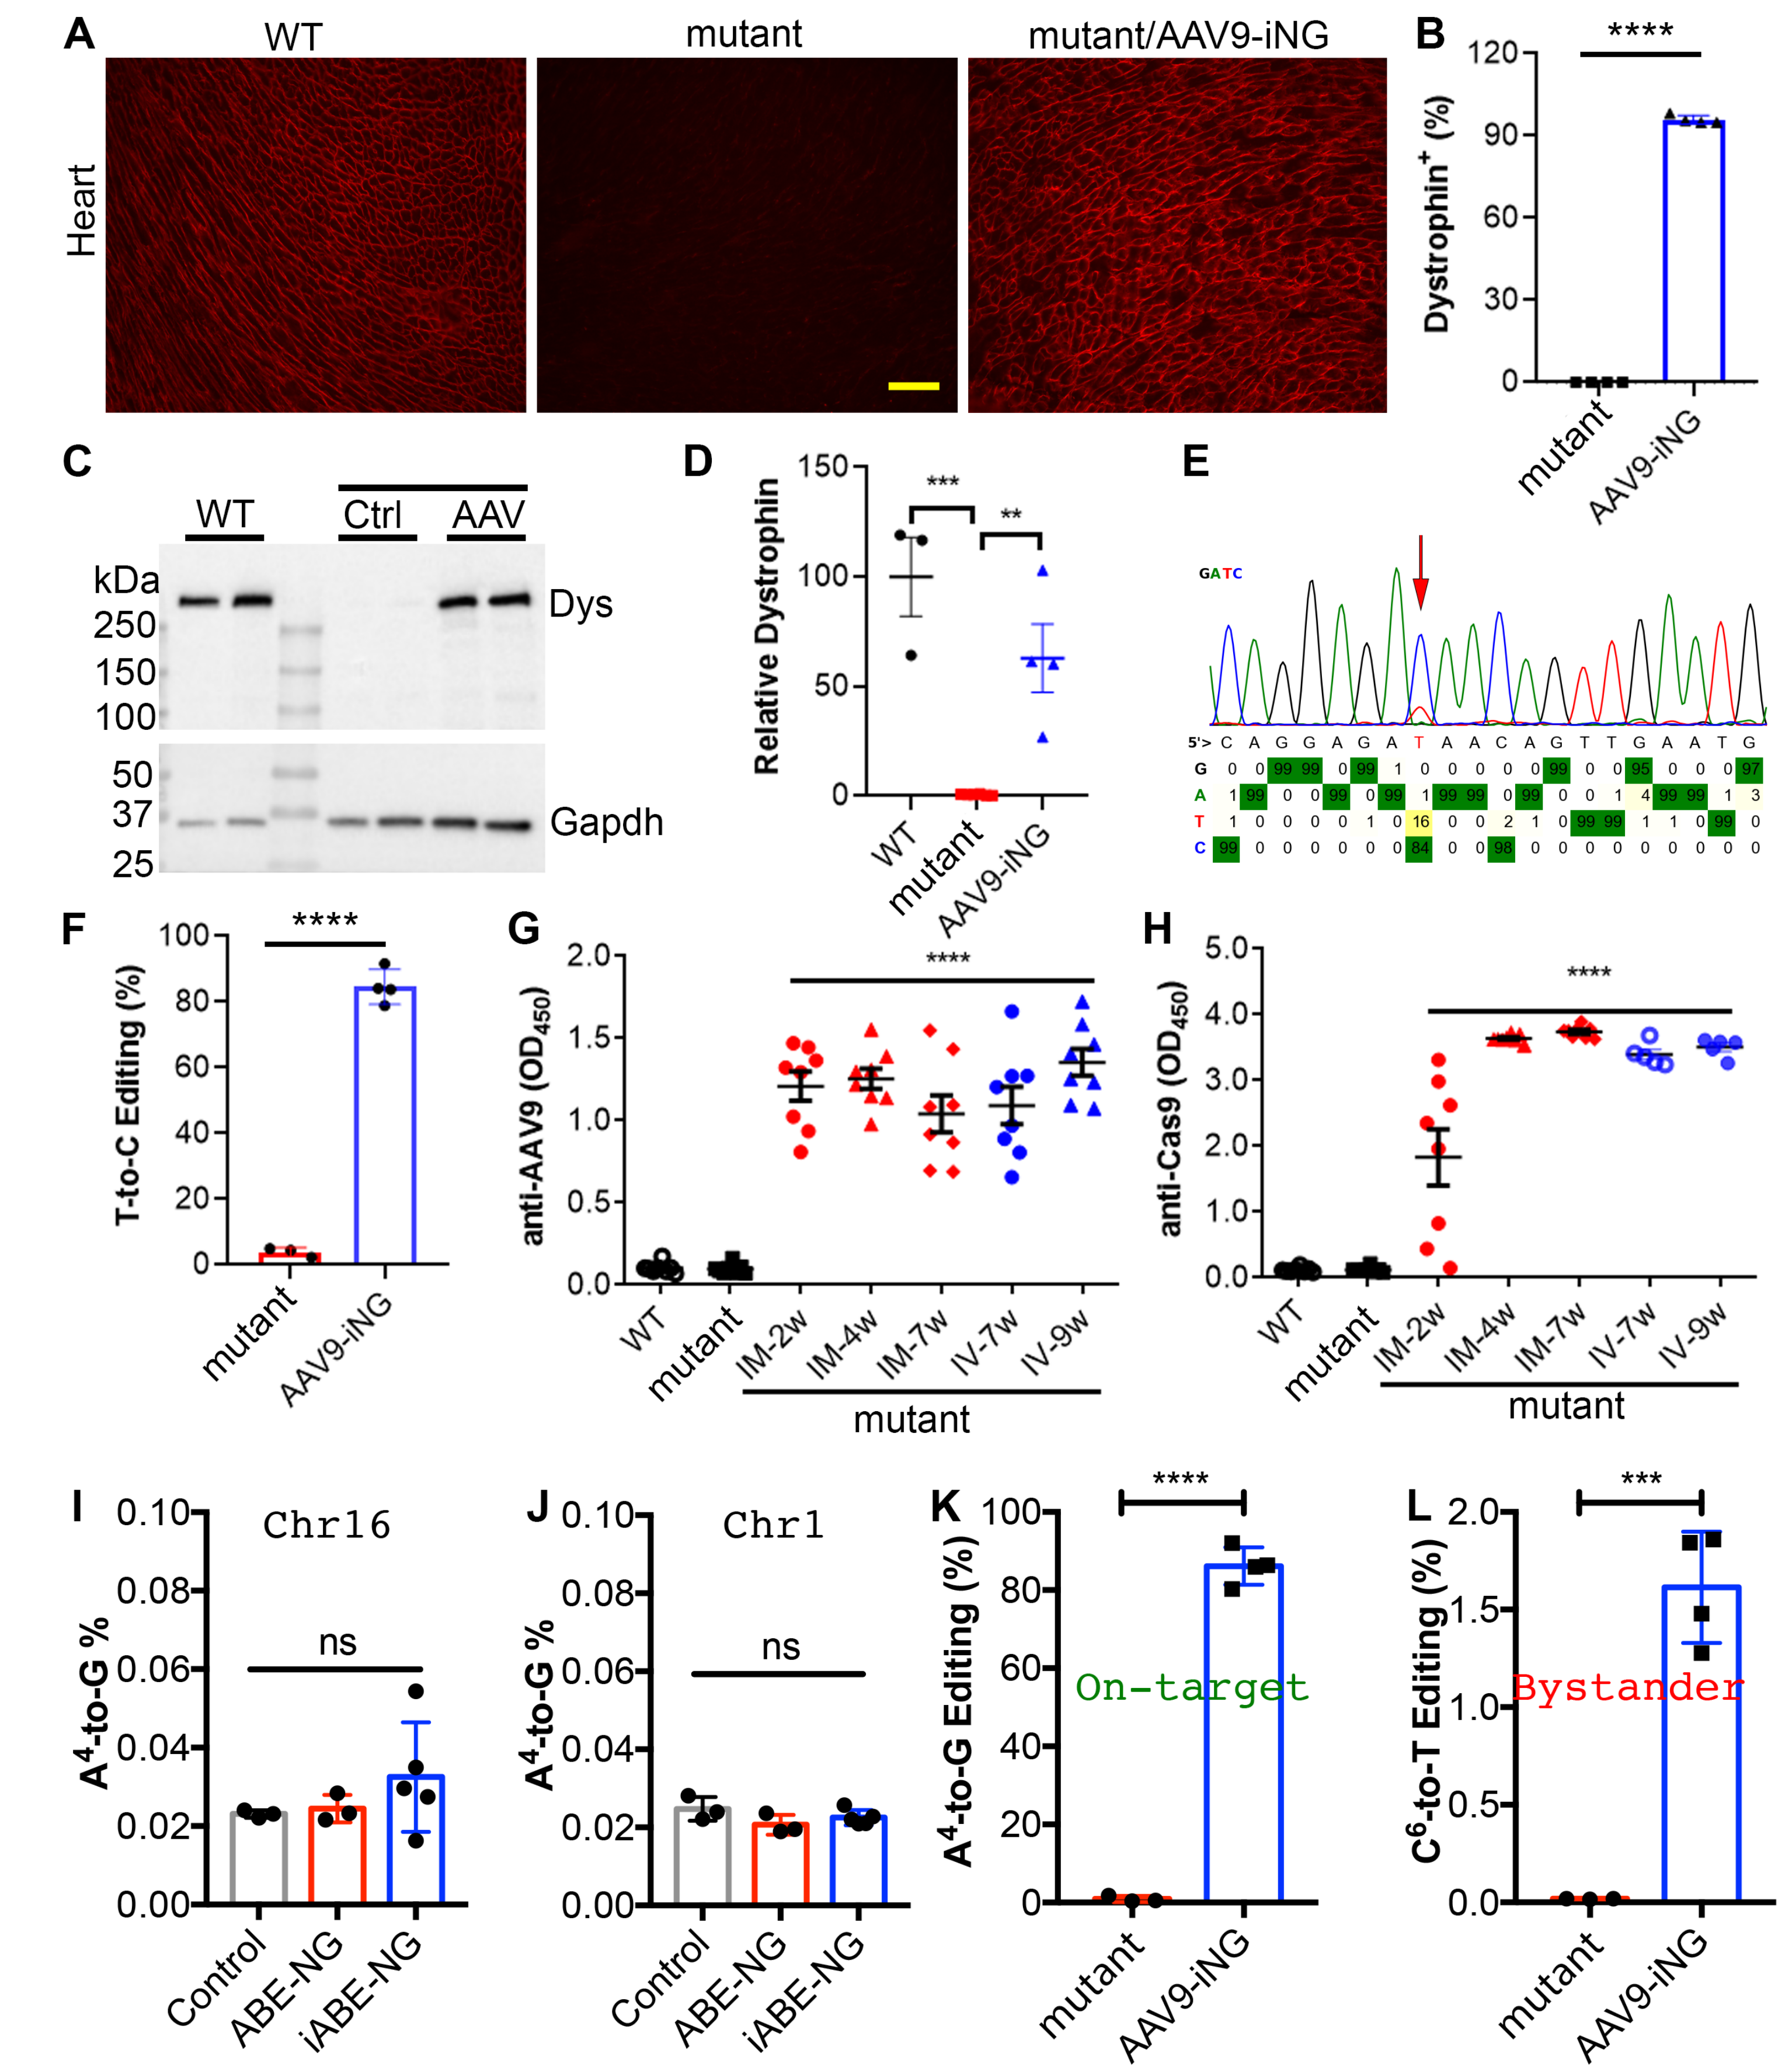 A
WT
mutant
mutant/AAV9-iNG
Heart
B
****
Dystrophin⁺ (%)
120
90
60
30
0
mutant
AAV9-iNG
C
WT
Ctrl
AAV
kDa
250
150
100
50
37
25
Dys
Gapdh
D
Relative Dystrophin
150
100
50
0
***
**
WT
mutant
AAV9-iNG
E
GATC
5'> C A G G A G A T A A C A G T T G A A T G
G 0 0 99 99 0 99 1 0 0 0 0 0 99 0 0 95 0 0 0 97
A 1 99 0 0 99 0 99 1 99 99 0 99 0 0 1 4 99 99 1 3
T 1 0 0 0 0 1 0 16 0 0 2 1 0 99 99 1 1 0 99 0
C 99 0 0 0 0 0 0 84 0 0 98 0 0 0 0 0 0 0 0 0
F
T-to-C Editing (%)
100
80
60
40
20
0
****
mutant
AAV9-iNG
G
anti-AAV9 (OD₄₅₀)
2.0
1.5
1.0
0.5
0.0
****
WT
mutant
IM-2w
IM-4w
IM-7w
IV-7w
IV-9w
mutant
H
anti-Cas9 (OD₄₅₀)
5.0
4.0
3.0
2.0
1.0
0.0
****
WT
mutant
IM-2w
IM-4w
IM-7w
IV-7w
IV-9w
mutant
I
Chr16
A⁴-to-G %
0.10
0.08
0.06
0.04
0.02
0.00
ns
Control
ABE-NG
iABE-NG
J
Chr1
A⁴-to-G %
0.10
0.08
0.06
0.04
0.02
0.00
ns
Control
ABE-NG
iABE-NG
K
A⁴-to-G Editing (%)
100
80
60
40
20
0
****
On-target
mutant
AAV9-iNG
L
C⁶-to-T Editing (%)
2.0
1.5
1.0
0.5
0.0
***
Bystander
mutant
AAV9-iNG